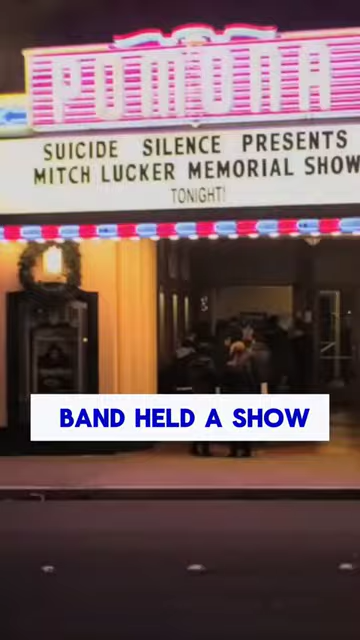 POMONA
SUICIDE SILENCE PRESENTS
MITCH LUCKER MEMORIAL SHOW
TONIGHT!
BAND HELD A SHOW